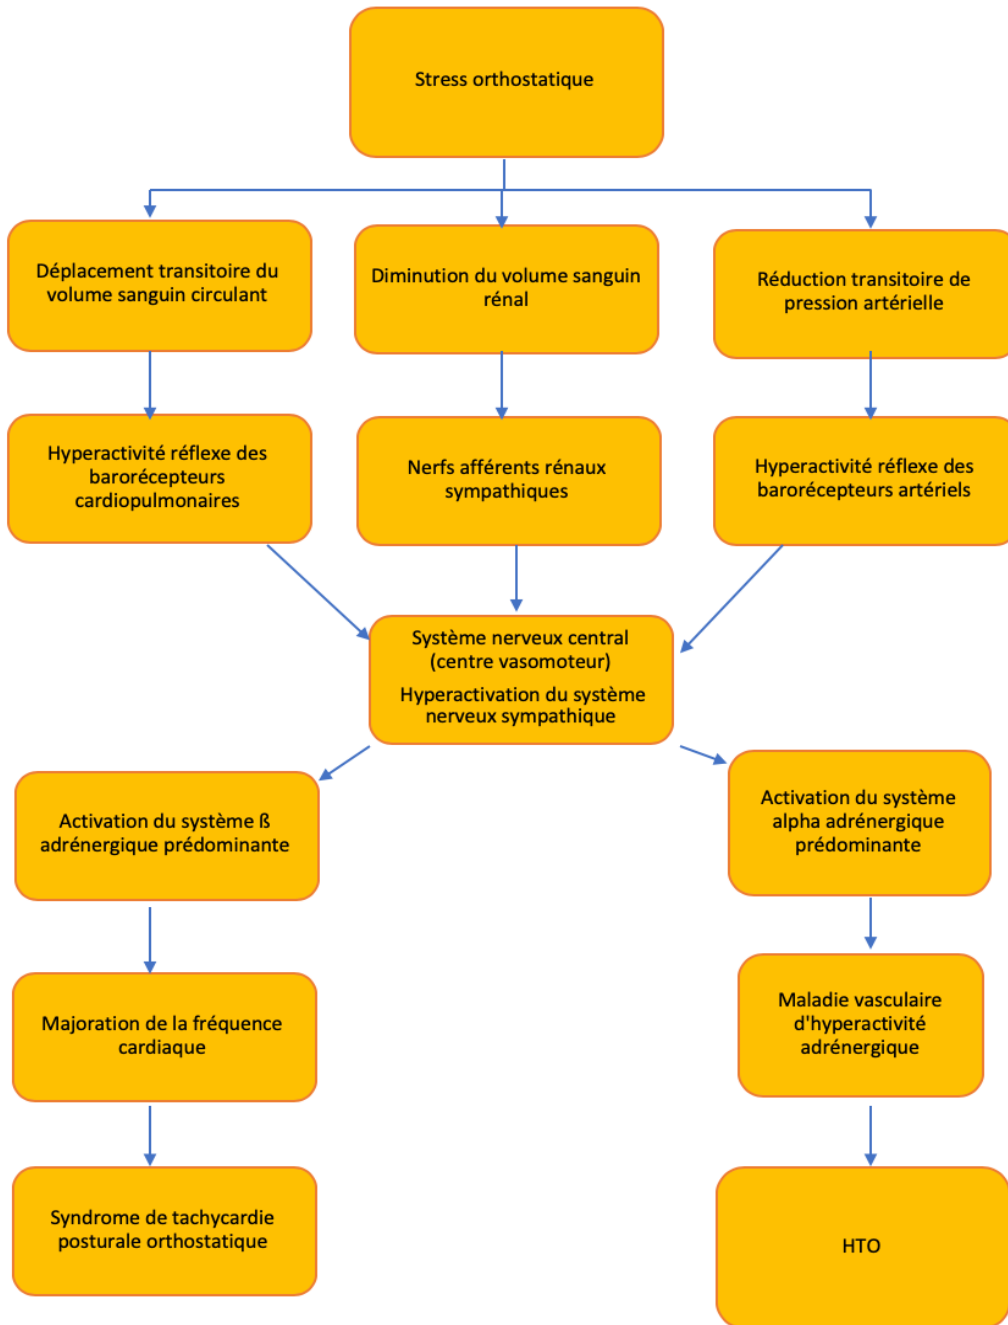 Stress orthostatique
Déplacement transitoire du
volume sanguin circulant
Diminution du volume sanguin
rénal
Réduction transitoire de
pression artérielle
Hyperactivité réflexe des
barorécepteurs
cardiopulmonaires
Nerfs afférents rénaux
sympathiques
Hyperactivité réflexe des
barorécepteurs artériels
Système nerveux central
(centre vasomoteur)
Hyperactivation du système
nerveux sympathique
Activation du système ß
adrénergique prédominante
Activation du système
alpha adrénergique
prédominante
Majoration de la fréquence
cardiaque
Maladie vasculaire
d'hyperactivité
adrénergique
Syndrome de tachycardie
posturale orthostatique
HTO